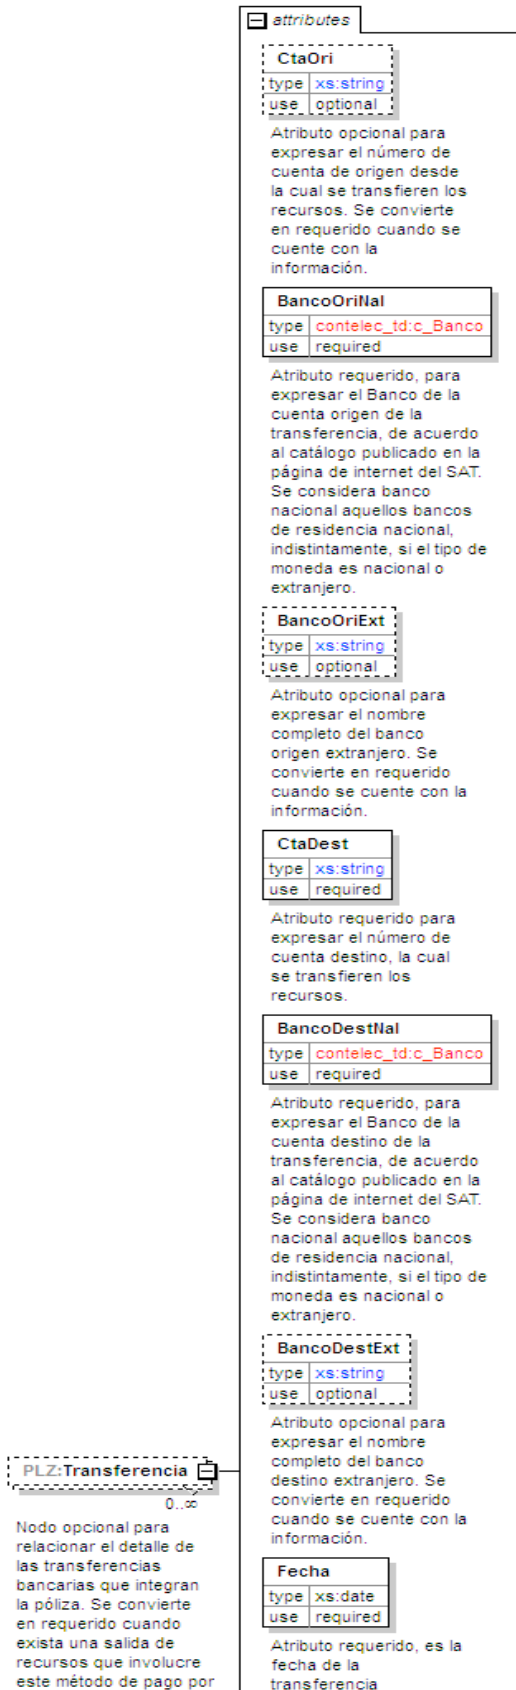 attributes
CtaOri
type xs:string
use optional
Atributo opcional para
expresar el número de
cuenta de origen desde
la cual se transfieren los
recursos. Se convierte
en requerido cuando se
cuente con la
información.
BancoOriNal
type contelec_td:c_Banco
use required
Atributo requerido, para
expresar el Banco de la
cuenta origen de la
transferencia, de acuerdo
al catálogo publicado en la
página de internet del SAT.
Se considera banco
nacional aquellos bancos
de residencia nacional,
indistintamente, si el tipo de
moneda es nacional o
extranjero.
BancoOriExt
type xs:string
use optional
Atributo opcional para
expresar el nombre
completo del banco
origen extranjero. Se
convierte en requerido
cuando se cuente con la
información.
CtaDest
type xs:string
use required
Atributo requerido para
expresar el número de
cuenta destino, la cual
se transfieren los
recursos.
BancoDestNal
type contelec_td:c_Banco
use required
Atributo requerido, para
expresar el Banco de la
cuenta destino de la
transferencia, de acuerdo
al catálogo publicado en la
página de internet del SAT.
Se considera banco
nacional aquellos bancos
de residencia nacional,
indistintamente, si el tipo de
moneda es nacional o
extranjero.
BancoDestExt
type xs:string
use optional
Atributo opcional para
expresar el nombre
completo del banco
destino extranjero. Se
convierte en requerido
cuando se cuente con la
información.
Fecha
type xs:date
use required
Atributo requerido, es la
fecha de la
transferencia
PLZ:Transferencia
0..∞
Nodo opcional para
relacionar el detalle de
las transferencias
bancarias que integran
la póliza. Se convierte
en requerido cuando
exista una salida de
recursos que involucre
este método de pago por